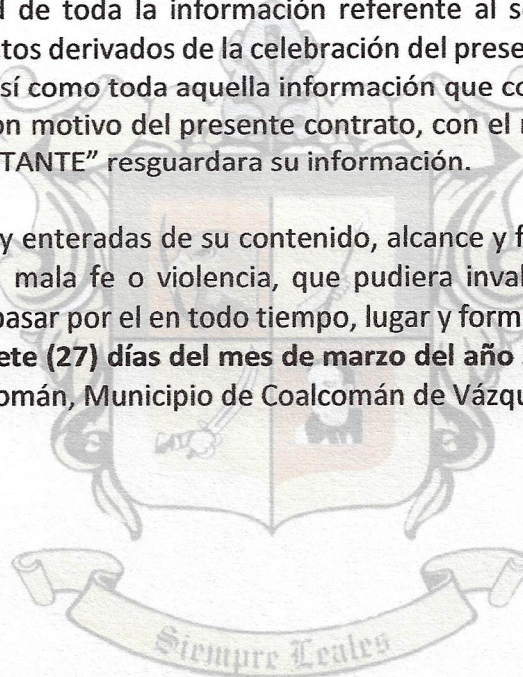 d de toda la información referente al s
tos derivados de la celebración del prese
sí como toda aquella información que co
on motivo del presente contrato, con el
TANTE” resguardara su información.
y enteradas de su contenido, alcance y f
mala fe o violencia, que pudiera inval
pasar por el en todo tiempo, lugar y form
ete (27) días del mes de marzo del año
omán, Municipio de Coalcomán de Vázqu
Siempre Leales